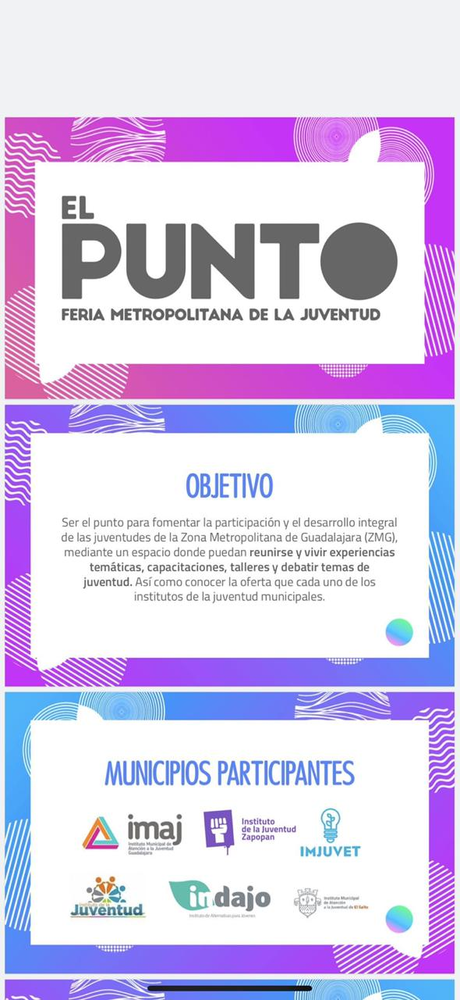 EL
PUNTO
FERIA METROPOLITANA DE LA JUVENTUD
OBJETIVO
Ser el punto para fomentar la participación y el desarrollo integral
de las juventudes de la Zona Metropolitana de Guadalajara (ZMG),
mediante un espacio donde puedan reunirse y vivir experiencias
temáticas, capacitaciones, talleres y debatir temas de
juventud. Así como conocer la oferta que cada uno de los
institutos de la juventud municipales.
MUNICIPIOS PARTICIPANTES
imaj
Instituto Municipal de
Atención a la Juventud
Guadalajara
Instituto
de la Juventud
Zapopan
IMJUVET
Instituto de la
Juventud
indajo
Instituto de Alternativas para Jóvenes
Instituto Municipal
de Atención
a la Juventud de El Salto